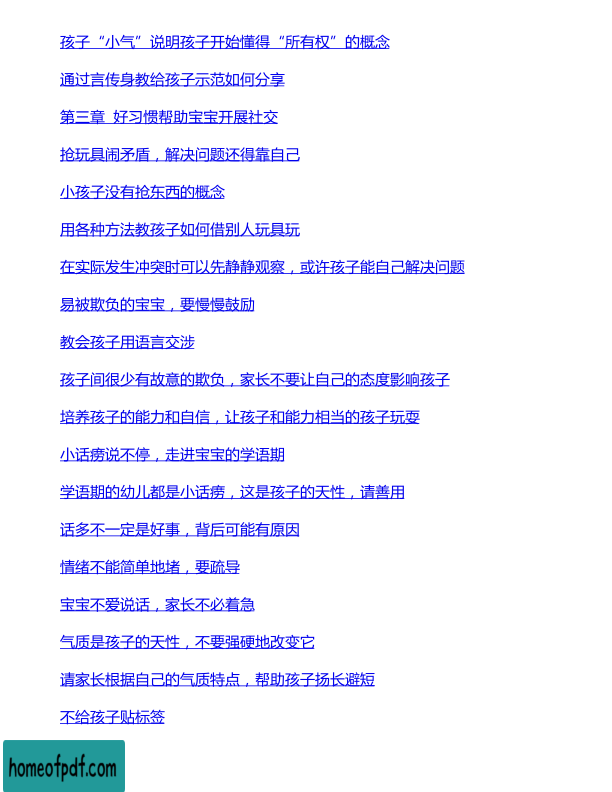 孩子“小气”说明孩子开始懂得“所有权”的概念
通过言传身教给孩子示范如何分享
第三章 好习惯帮助宝宝开展社交
抢玩具闹矛盾，解决问题还得靠自己
小孩子没有抢东西的概念
用各种方法教孩子如何借别人玩具玩
在实际发生冲突时可以先静静观察，或许孩子能自己解决问题
易被欺负的宝宝，要慢慢鼓励
教会孩子用语言交涉
孩子间很少有故意的欺负，家长不要让自己的态度影响孩子
培养孩子的能力和自信，让孩子和能力相当的孩子玩耍
小话痨说不停，走进宝宝的学语期
学语期的幼儿都是小话痨，这是孩子的天性，请善用
话多不一定是好事，背后可能有原因
情绪不能简单地堵，要疏导
宝宝不爱说话，家长不必着急
气质是孩子的天性，不要强硬地改变它
请家长根据自己的气质特点，帮助孩子扬长避短
不给孩子贴标签
homeofpdf.com